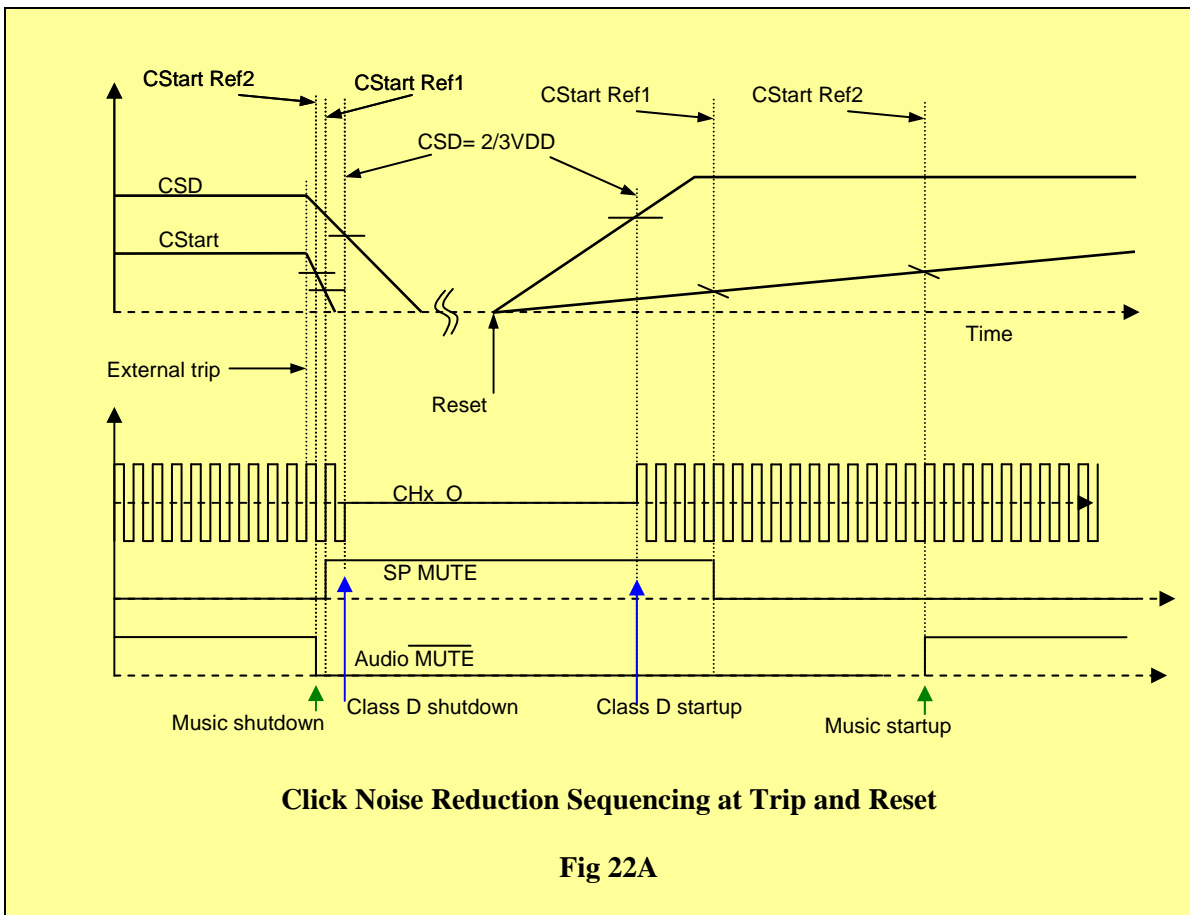 CStart Ref2
CStart Ref1
CStart Ref1
CStart Ref2
CSD= 2/3VDD
CSD
CStart
Time
External trip
Reset
CHx_O
SP MUTE
Audio MUTE
Music shutdown
Class D shutdown
Class D startup
Music startup
Click Noise Reduction Sequencing at Trip and Reset
Fig 22A